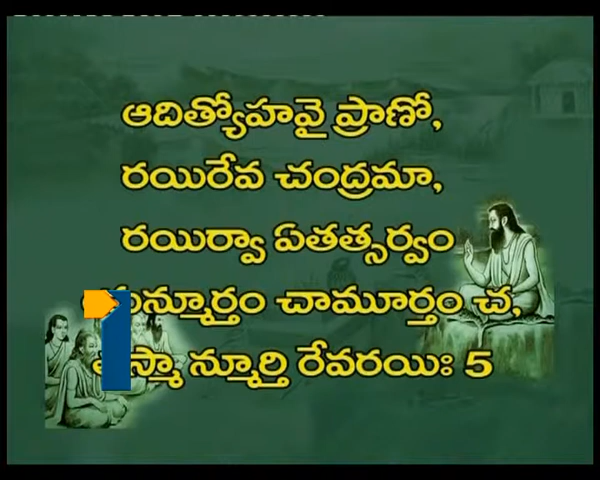 ఆదిత్యోహవై ప్రాణో,
రయిరేవ చంద్రమా,
రయిర్వా ఏతత్సర్వం
చామూర్తం చ,
న్మూర్తి రేవరయిః 5